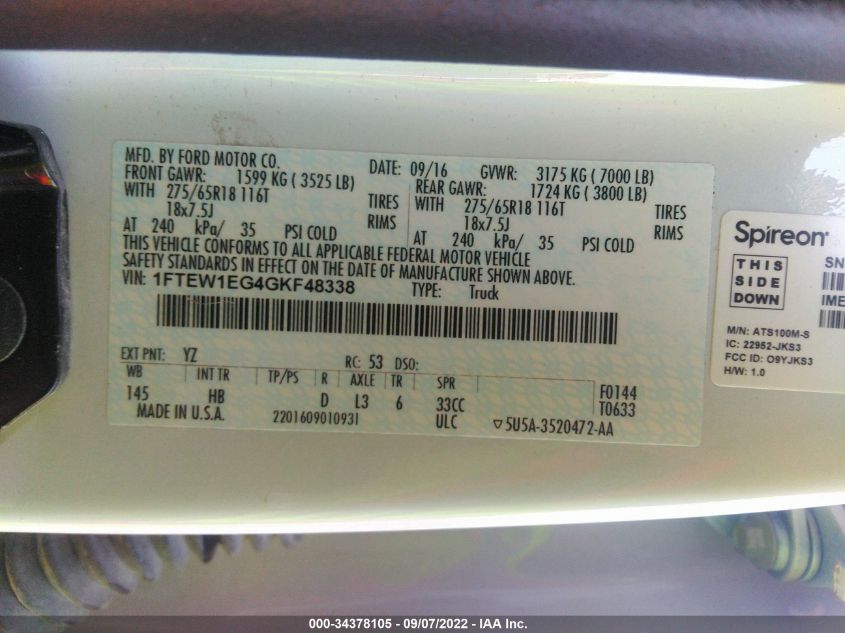 MFD. BY FORD MOTOR CO.
DATE: 09/16 GVWR: 3175 KG ( 7000 LB)
FRONT GAWR: 1599 KG ( 3525 LB) REAR GAWR: 1724 KG ( 3800 LB)
WITH 275/65R18 116T TIRES WITH 275/65R18 116T TIRES
18x7.5J RIMS 18x7.5J RIMS
AT 240 kPa/ 35 PSI COLD AT 240 kPa/ 35 PSI COLD
THIS VEHICLE CONFORMS TO ALL APPLICABLE FEDERAL MOTOR VEHICLE
SAFETY STANDARDS IN EFFECT ON THE DATE OF MANUFACTURE SHOWN ABOVE.
VIN: 1FTEW1EG4GKF48338 TYPE: Truck
EXT PNT: YZ RC: 53 DSO:
WB INT TR TP/PS R AXLE TR SPR F0144
145 HB D L3 6 33CC T0633
MADE IN U.S.A. 2201609010931 ULC ▽5U5A-3520472-AA
Spireon
THIS
SIDE
DOWN
SN
IME
M/N: ATS100M-S
IC: 22952-JKS3
FCC ID: O9YJKS3
H/W: 1.0
000-34378105 - 09/07/2022 - IAA Inc.